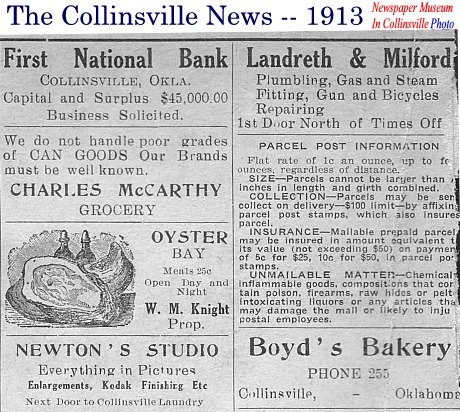 The Collinsville News -- 1913
Newspaper Museum
In Collinsville Photo
First National Bank
COLLINSVILLE, OKLA.
Capital and Surplus $45,000.00
Business Solicited.
We do not handle poor grades
of CAN GOODS Our Brands
must be well known.
CHARLES McCARTHY
GROCERY
OYSTER
BAY
Meals 25c
Open Day and
Night
W. M. Knight
Prop.
NEWTON'S STUDIO
Everything in Pictures
Enlargements, Kodak Finishing Etc
Next Door to Collinsville Laundry
Landreth & Milford
Plumbing, Gas and Steam
Fitting, Gun and Bicycles
Repairing
1st Door North of Times Off
PARCEL POST INFORMATION
Flat rate of 1c an ounce, up to
ounces, regardless of distance.
SIZE—Parcels cannot be larger than
inches in length and girth combined.
COLLECTION—Parcels may be
collect on delivery—$100 limit—by affixin
parcel post stamps, which also insures
parcel.
INSURANCE—Mailable prepaid parcel
may be insured in amount equivalent t
its value (not exceeding $50) on paymen
of 5c for $25, 10c for $50, in parcel po
stamps.
UNMAILABLE MATTER—Chemical
inflammable goods, compositions that co
tain poison, firearms, raw hides or pelt
intoxicating liquors or any articles tha
may damage the mail or likely to inju
postal employees.
Boyd's Bakery
PHONE 255
Collinsville, - Oklahoma